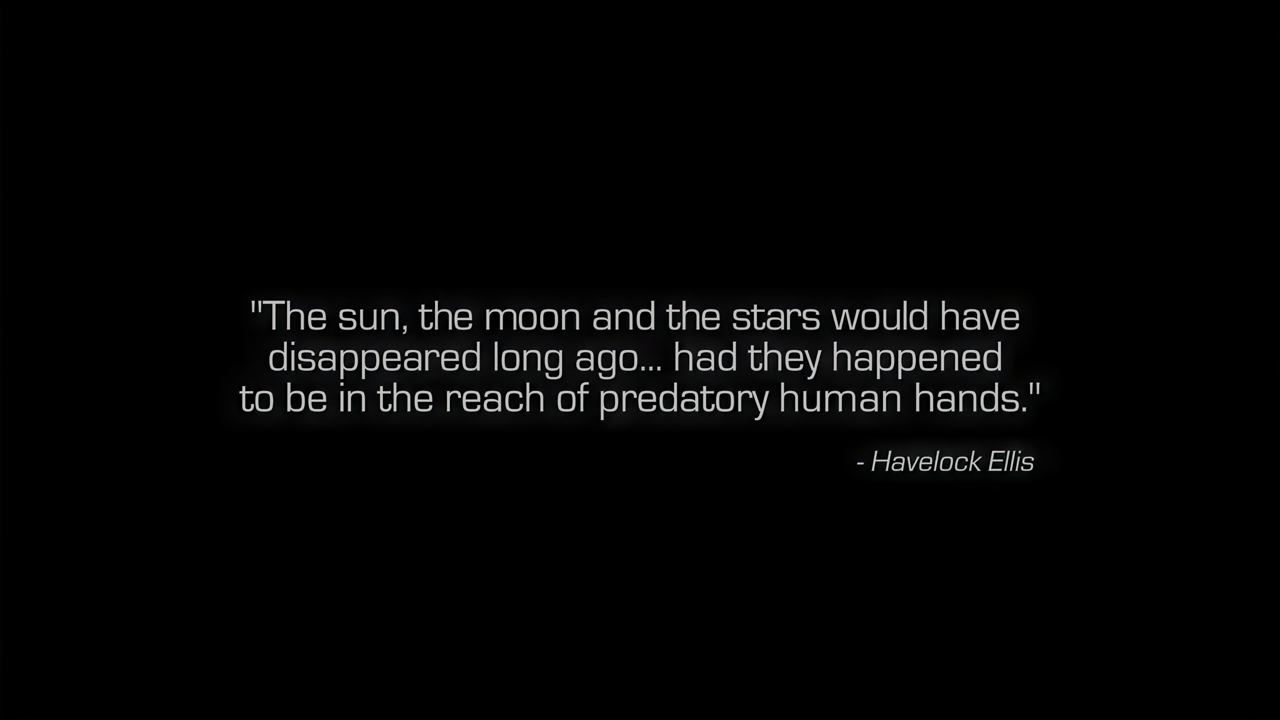 "The sun, the moon and the stars would have
disappeared long ago... had they happened
to be in the reach of predatory human hands."
- Havelock Ellis